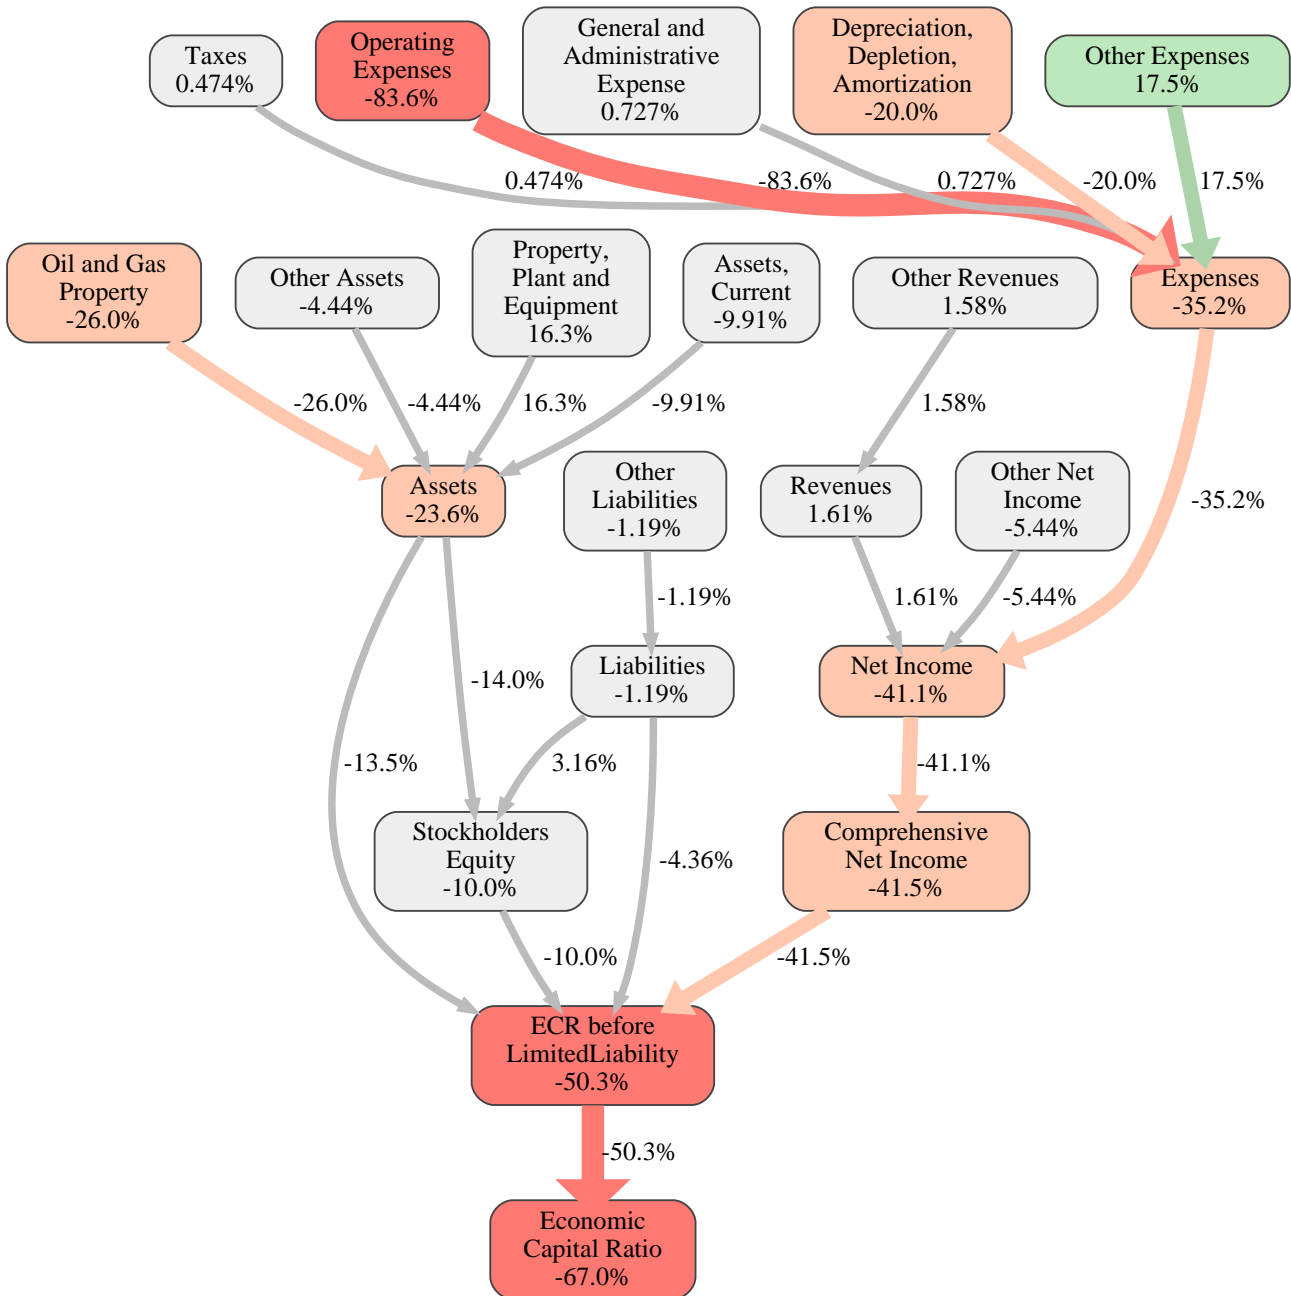 Taxes
0.474%
Operating
Expenses
-83.6%
General and
Administrative
Expense
0.727%
Depreciation,
Depletion,
Amortization
-20.0%
Other Expenses
17.5%
0.474%
-83.6%
0.727%
-20.0%
17.5%
Oil and Gas
Property
-26.0%
Other Assets
-4.44%
Property,
Plant and
Equipment
16.3%
Assets,
Current
-9.91%
Other Revenues
1.58%
Expenses
-35.2%
-26.0%
-4.44%
16.3%
-9.91%
1.58%
-35.2%
Assets
-23.6%
Other
Liabilities
-1.19%
Revenues
1.61%
Other Net
Income
-5.44%
-1.19%
1.61%
-5.44%
Liabilities
-1.19%
Net Income
-41.1%
-14.0%
-13.5%
3.16%
-41.1%
Stockholders
Equity
-10.0%
-4.36%
Comprehensive
Net Income
-41.5%
-10.0%
-41.5%
ECR before
LimitedLiability
-50.3%
-50.3%
Economic
Capital Ratio
-67.0%